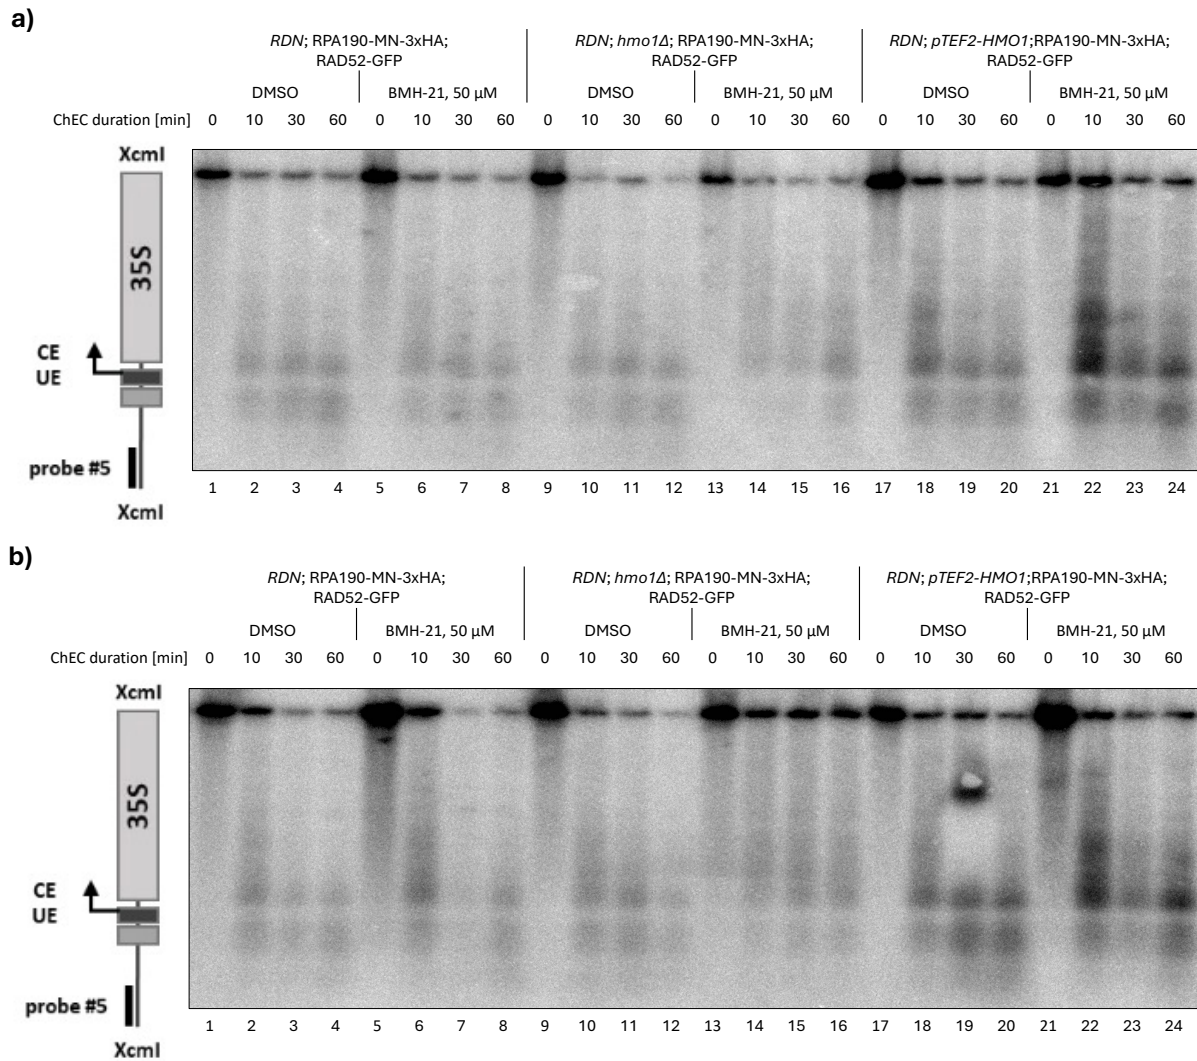 a)
RDN; RPA190-MN-3xHA;
RAD52-GFP
RDN; hmo1Δ; RPA190-MN-3xHA;
RAD52-GFP
RDN; pTEF2-HMO1;RPA190-MN-3xHA;
RAD52-GFP
DMSO BMH-21, 50 µM DMSO BMH-21, 50 µM DMSO BMH-21, 50 µM
ChEC duration [min] 0 10 30 60 0 10 30 60 0 10 30 60 0 10 30 60 0 10 30 60 0 10 30 60
XcmI
35S
CE
UE
probe #5
XcmI
1 2 3 4 5 6 7 8 9 10 11 12 13 14 15 16 17 18 19 20 21 22 23 24
b)
RDN; RPA190-MN-3xHA;
RAD52-GFP
RDN; hmo1Δ; RPA190-MN-3xHA;
RAD52-GFP
RDN; pTEF2-HMO1;RPA190-MN-3xHA;
RAD52-GFP
DMSO BMH-21, 50 µM DMSO BMH-21, 50 µM DMSO BMH-21, 50 µM
ChEC duration [min] 0 10 30 60 0 10 30 60 0 10 30 60 0 10 30 60 0 10 30 60 0 10 30 60
XcmI
35S
CE
UE
probe #5
XcmI
1 2 3 4 5 6 7 8 9 10 11 12 13 14 15 16 17 18 19 20 21 22 23 24